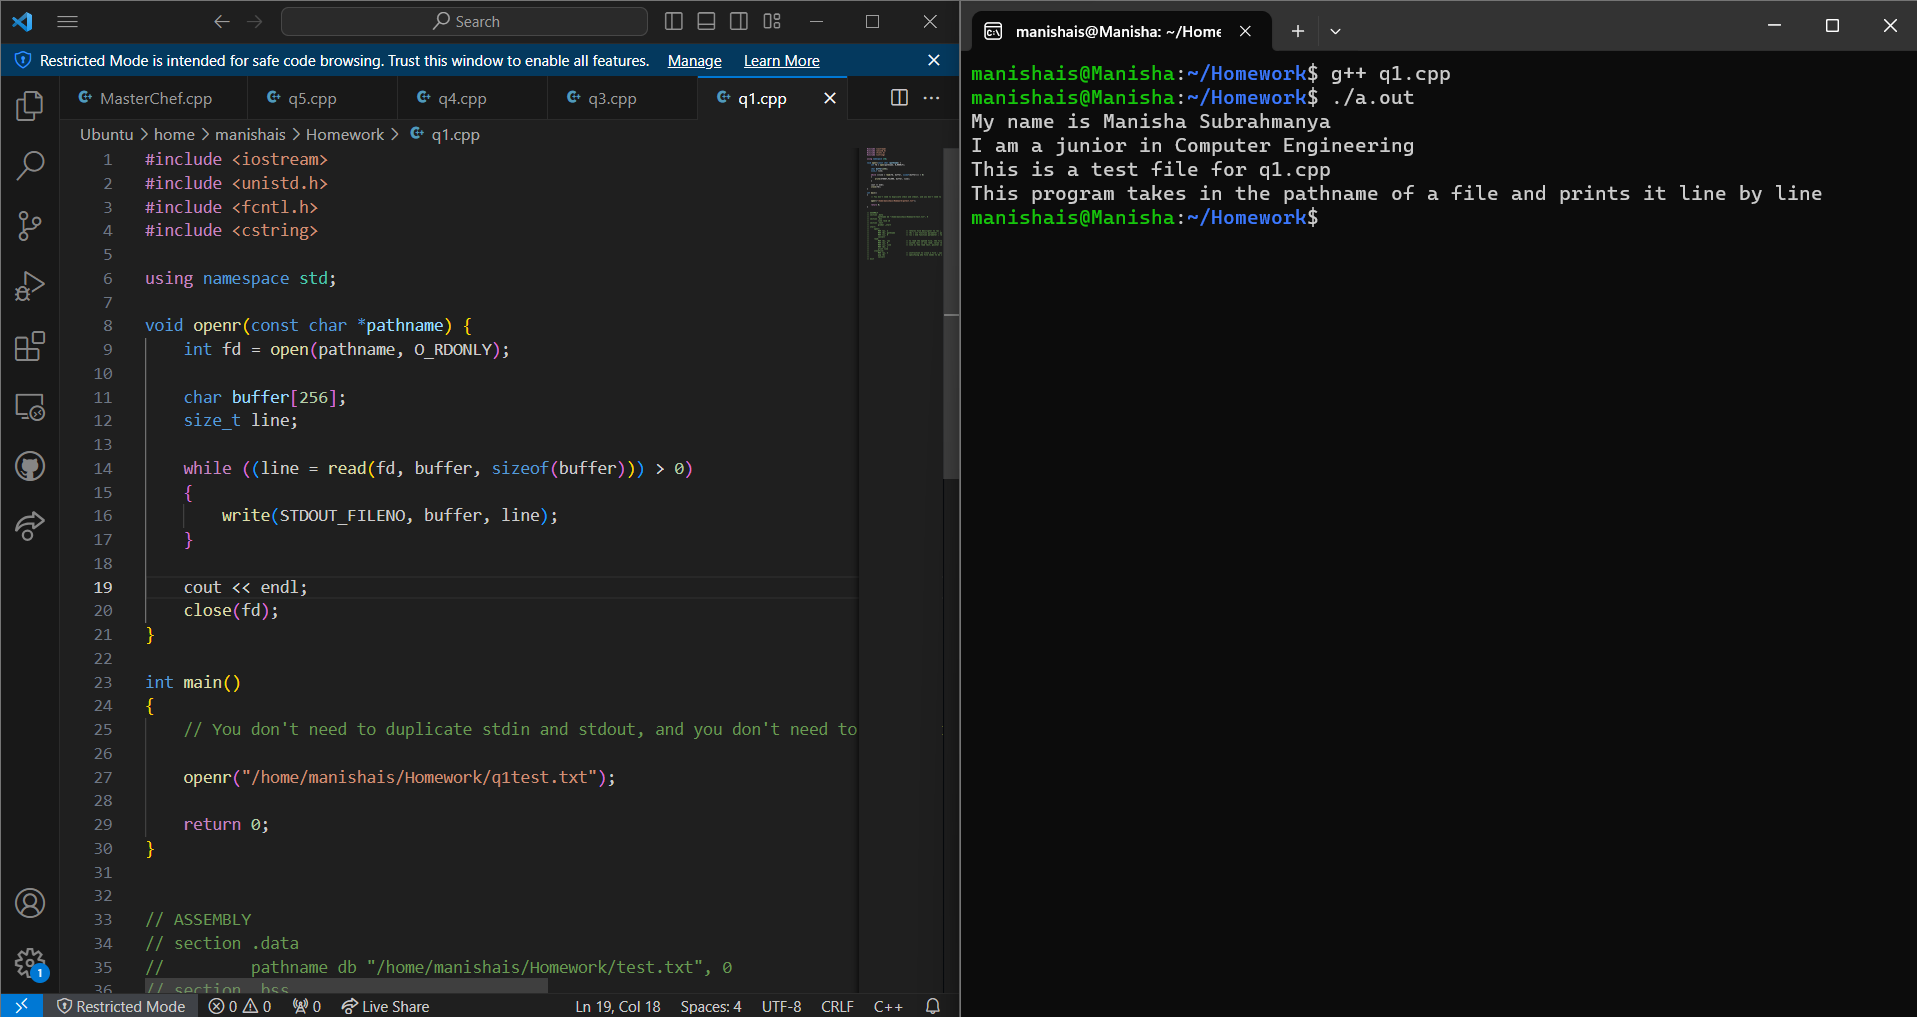 Search
Restricted Mode is intended for safe code browsing. Trust this window to enable all features. Manage Learn More
MasterChef.cpp q5.cpp q4.cpp q3.cpp q1.cpp
Ubuntu > home > manishais > Homework > q1.cpp
1 #include <iostream>
2 #include <unistd.h>
3 #include <fcntl.h>
4 #include <cstring>
5
6 using namespace std;
7
8 void openr(const char *pathname) {
9 int fd = open(pathname, O_RDONLY);
10
11 char buffer[256];
12 size_t line;
13
14 while ((line = read(fd, buffer, sizeof(buffer))) > 0)
15 {
16 write(STDOUT_FILENO, buffer, line);
17 }
18
19 cout << endl;
20 close(fd);
21 }
22
23 int main()
24 {
25 // You don't need to duplicate stdin and stdout, and you don't need to
26
27 openr("/home/manishais/Homework/q1test.txt");
28
29 return 0;
30 }
31
32
33 // ASSEMBLY
34 // section .data
35 // pathname db "/home/manishais/Homework/test.txt", 0
36 // section .bss
1
Restricted Mode 0 0 0 Live Share Ln 19, Col 18 Spaces: 4 UTF-8 CRLF C++
manishais@Manisha: ~/Home
manishais@Manisha:~/Homework$ g++ q1.cpp
manishais@Manisha:~/Homework$ ./a.out
My name is Manisha Subrahmanya
I am a junior in Computer Engineering
This is a test file for q1.cpp
This program takes in the pathname of a file and prints it line by line
manishais@Manisha:~/Homework$